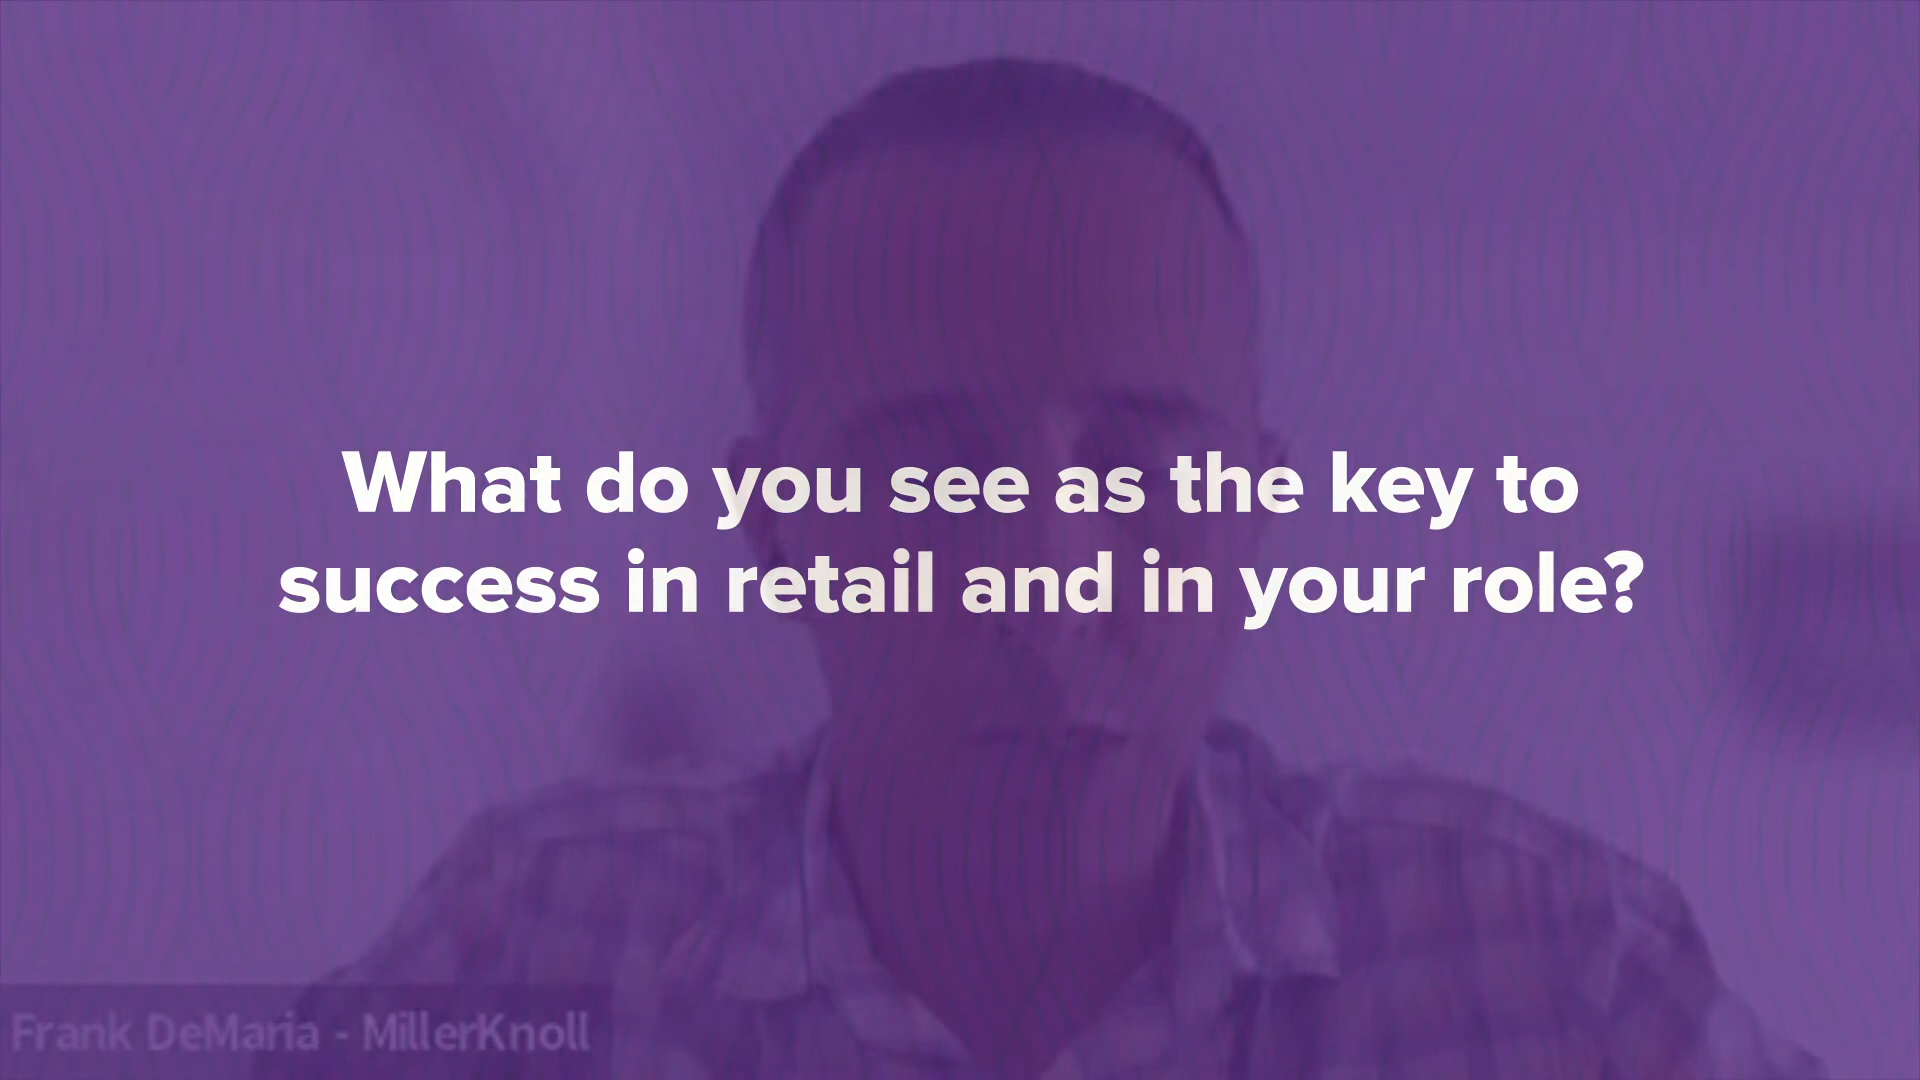 What do you see as the key to
success in retail and in your role?
Frank DeMaria - MillerKnoll